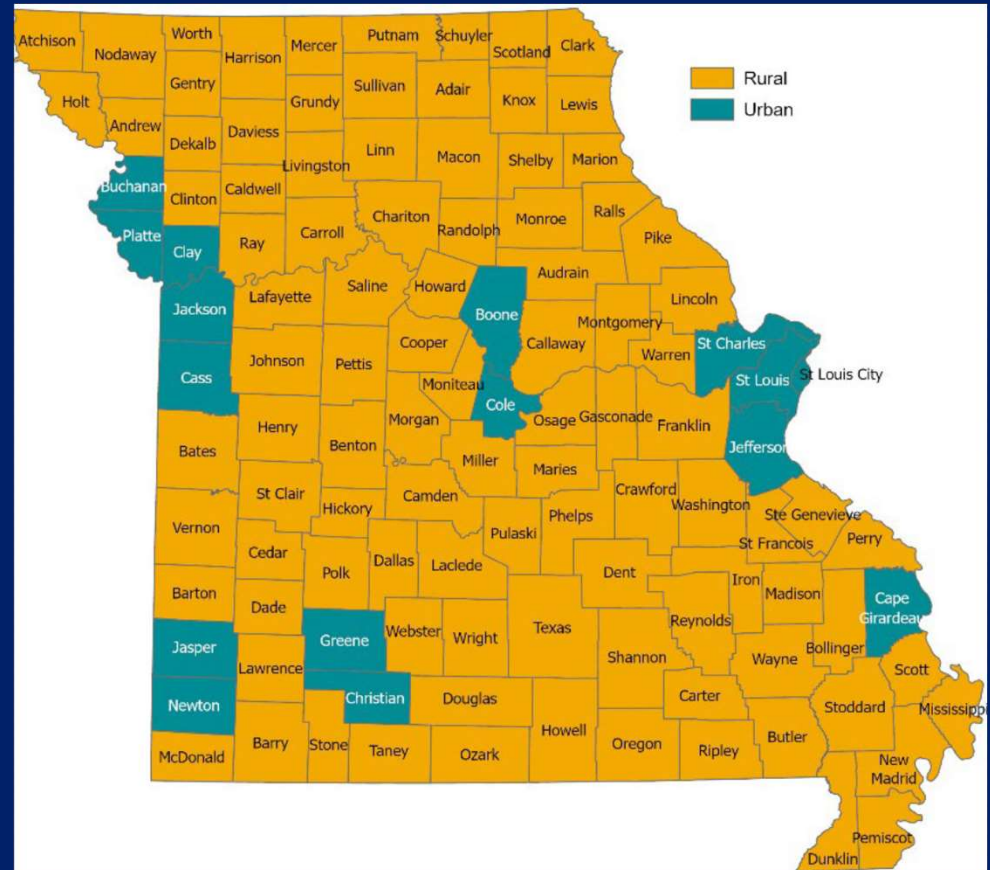 Atchison
Nodaway
Worth
Harrison
Mercer
Putnam
Schuyler
Scotland
Clark
Rural
Urban
Holt
Gentry
Grundy
Sullivan
Adair
Knox
Lewis
Andrew
Dekalb
Daviess
Livingston
Linn
Macon
Shelby
Marion
Buchanan
Clinton
Caldwell
Chariton
Randolph
Monroe
Ralls
Pike
Platte
Clay
Ray
Carroll
Audrain
Jackson
Lafayette
Saline
Howard
Boone
Montgomery
Lincoln
Callaway
Cooper
Warren
St Charles
Cass
Johnson
Pettis
Moniteau
Cole
St Louis
St Louis City
Bates
Henry
Benton
Morgan
Osage
Gasconade
Franklin
Jefferson
Miller
Maries
St Clair
Hickory
Camden
Crawford
Washington
Vernon
Pulaski
Phelps
Ste Genevieve
St Francois
Perry
Cedar
Polk
Dallas
Laclede
Dent
Iron
Madison
Barton
Dade
Cape
Girardeau
Jasper
Greene
Webster
Wright
Texas
Reynolds
Shannon
Wayne
Bollinger
Scott
Lawrence
Newton
Christian
Douglas
Carter
Stoddard
Mississippi
McDonald
Barry
Stone
Taney
Ozark
Howell
Oregon
Ripley
Butler
New
Madrid
Pemiscot
Dunklin